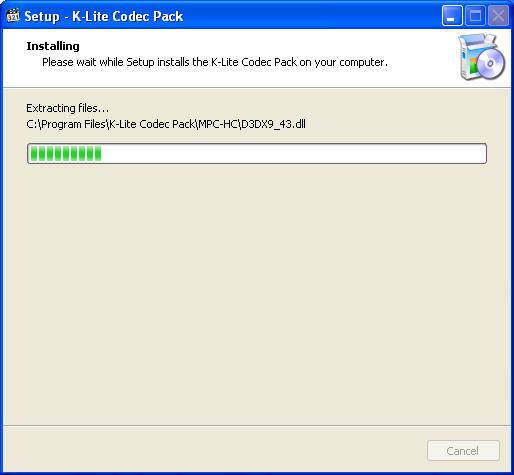 Setup - K-Lite Codec Pack
Installing
Please wait while Setup installs the K-Lite Codec Pack on your computer.
Extracting files...
C:\Program Files\K-Lite Codec Pack\MPC-HC\D3DX9_43.dll
Cancel